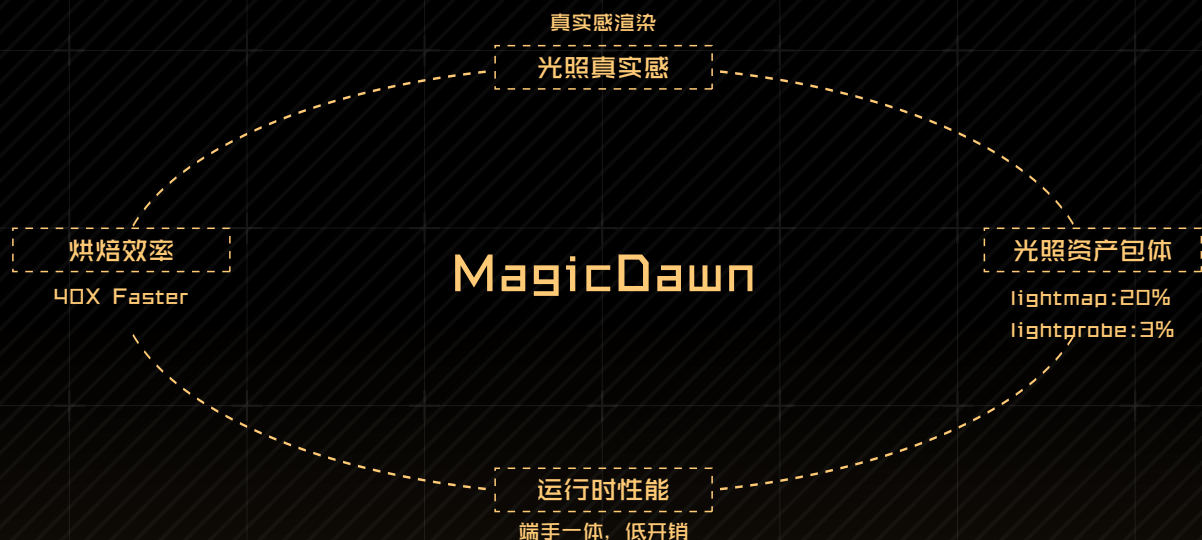 真实感渲染
光照真实感
烘焙效率
40X Faster
MagicDawn
光照资产包体
lightmap:20%
lightprobe:3%
运行时性能
端手一体，低开销